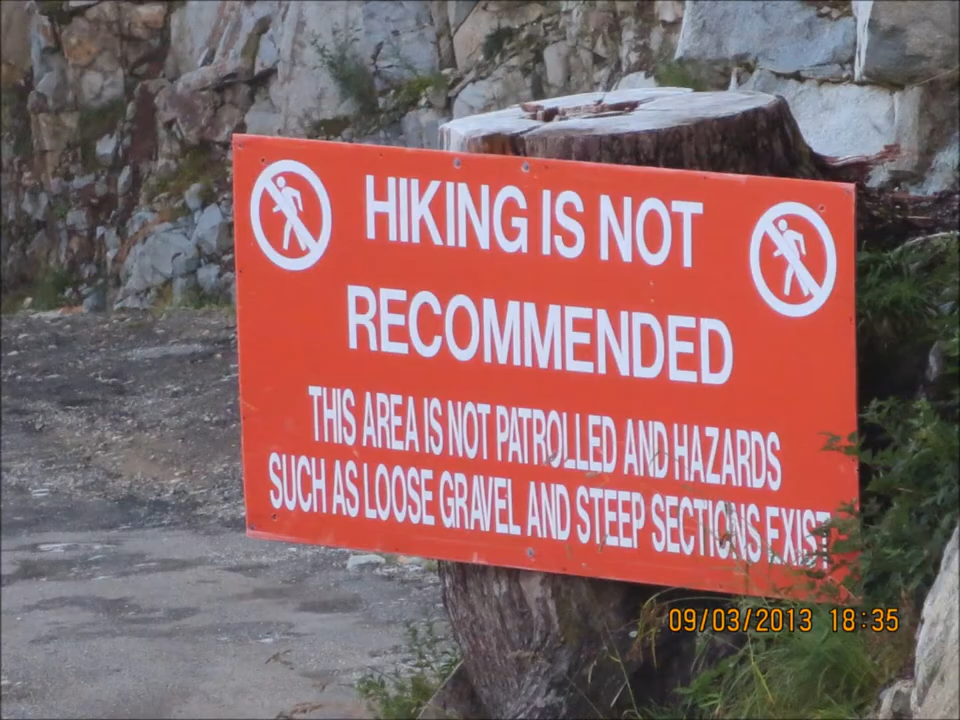 HIKING IS NOT
RECOMMENDED
THIS AREA IS NOT PATROLLED AND HAZARDS
SUCH AS LOOSE GRAVEL AND STEEP SECTIONS EXIST
09/03/2013 18:35